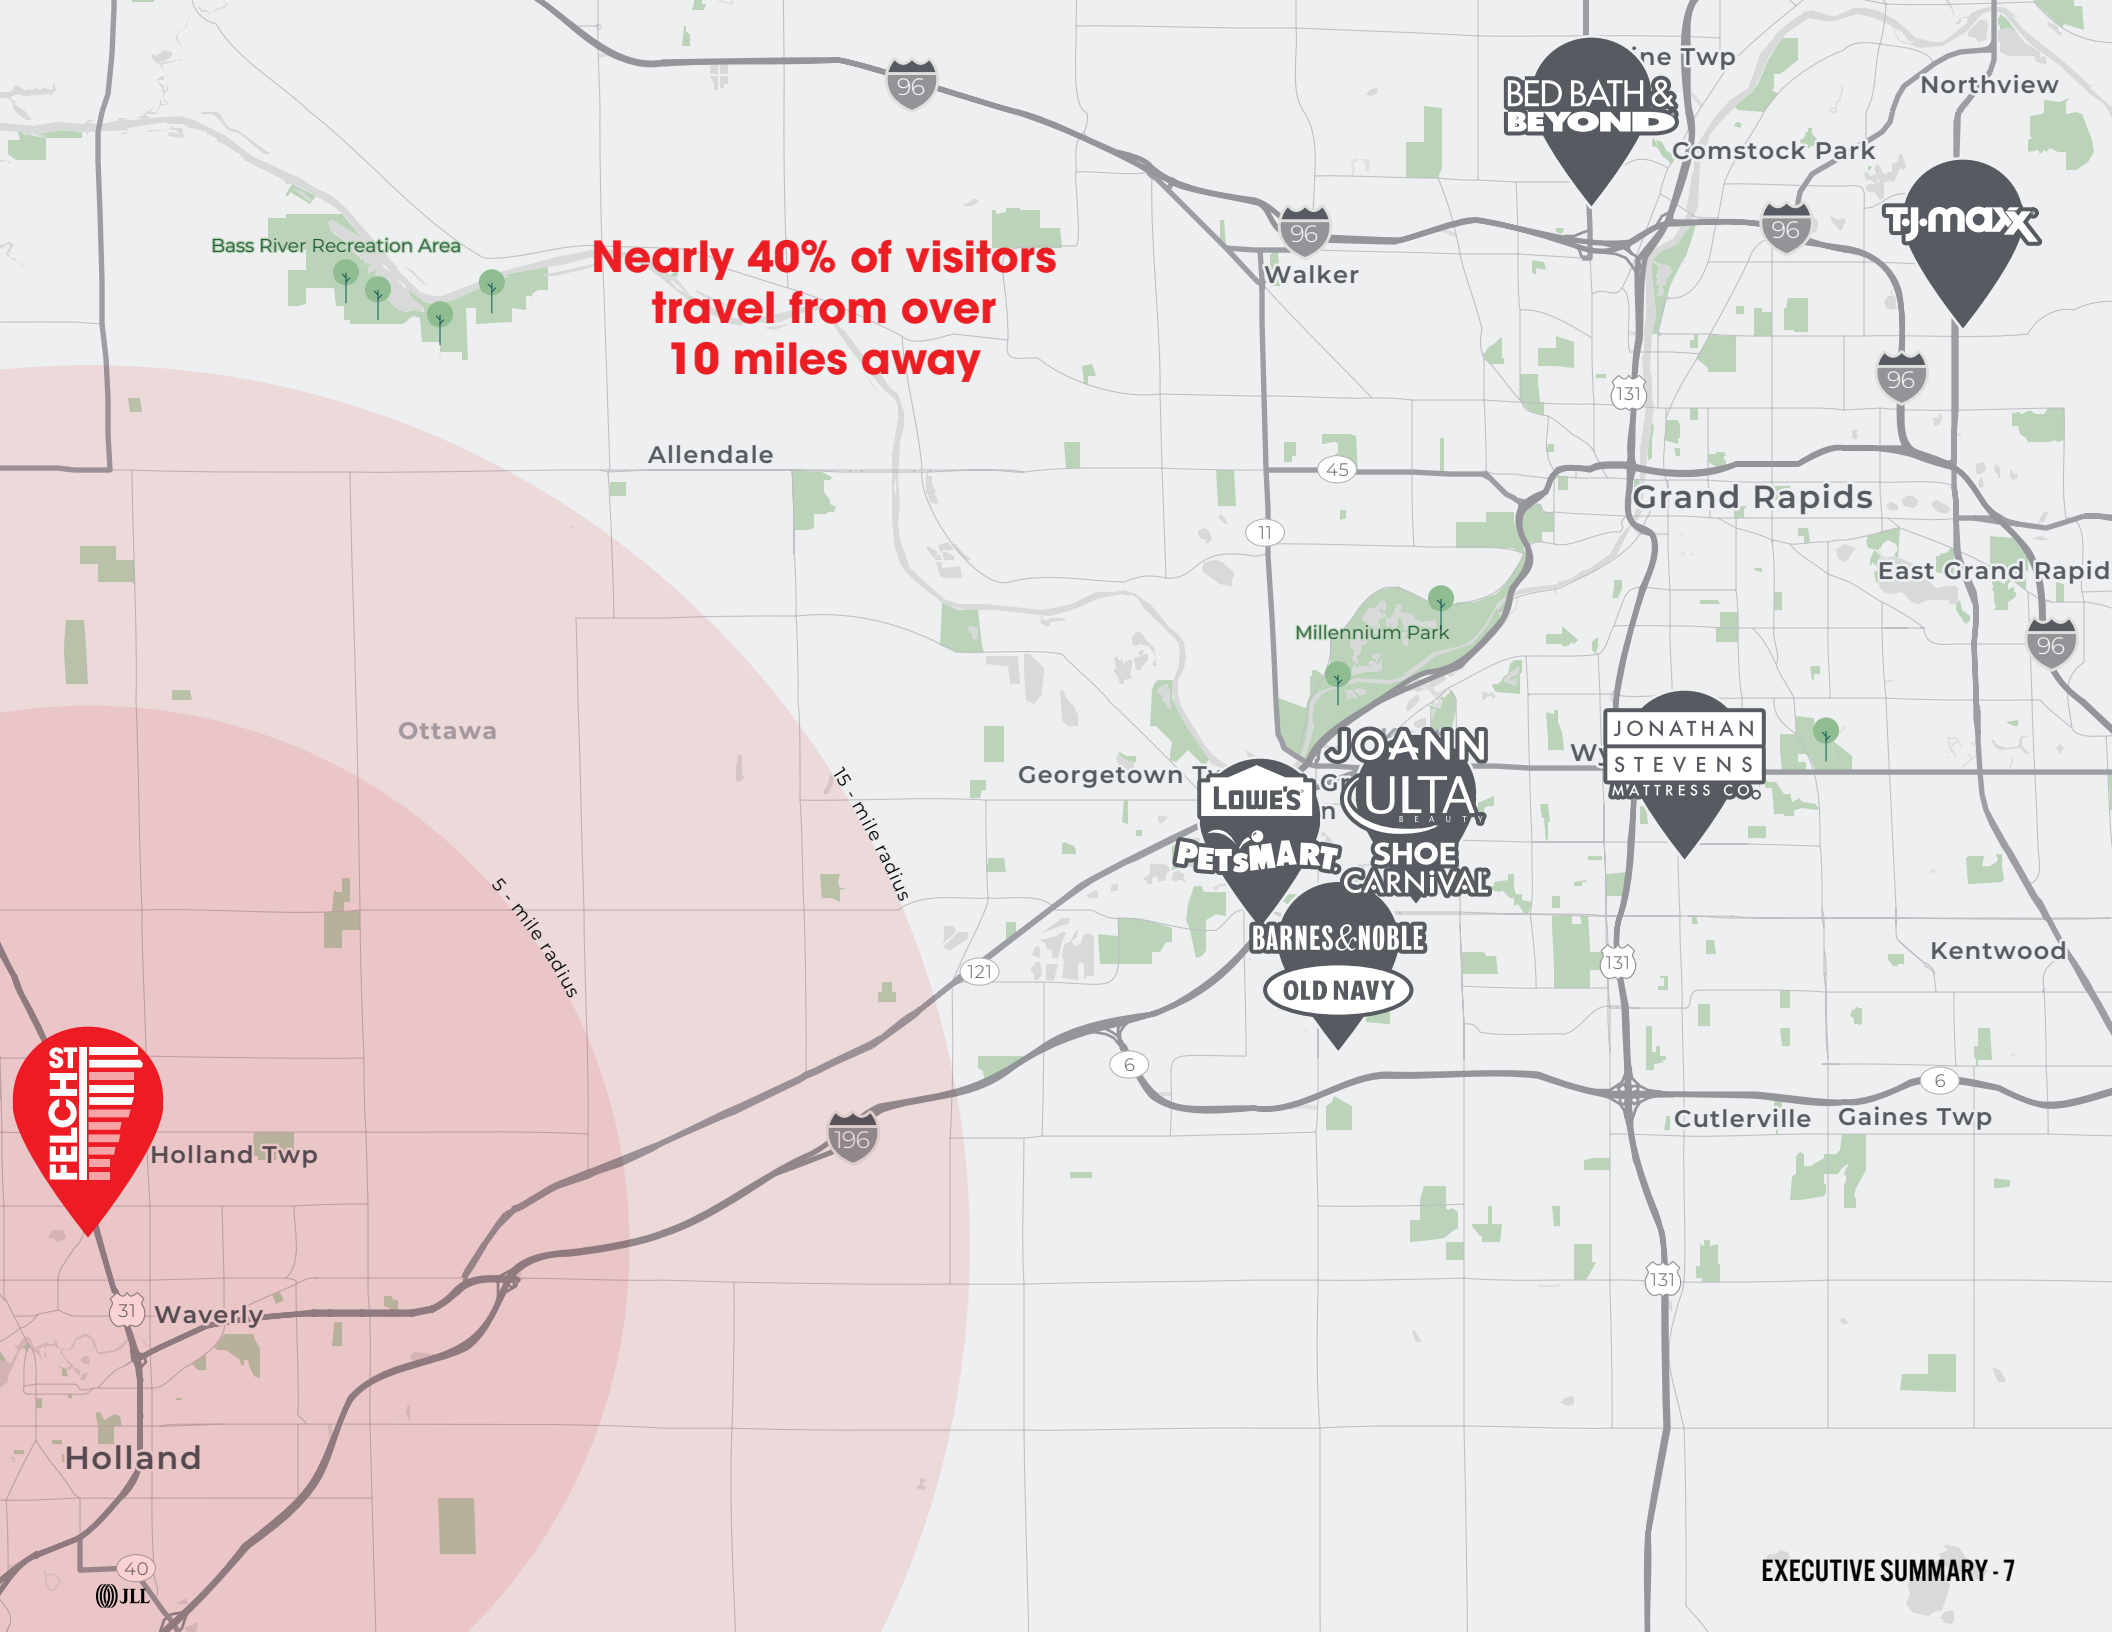 96
ine Twp
Northview
BED BATH &
BEYOND
Comstock Park
T·J·maxx
96
96
Walker
Bass River Recreation Area
Nearly 40% of visitors
travel from over
10 miles away
96
131
Allendale
45
Grand Rapids
11
East Grand Rapid
Millennium Park
96
Ottawa
15 - mile radius
Georgetown T
JOANN
ULTA
BEAUTY
SHOE
CARNiVAL
LOWE'S
PETSMART
Gr
n
Wy
JONATHAN
STEVENS
MATTRESS CO.
5 - mile radius
BARNES&NOBLE
OLD NAVY
121
131
Kentwood
6
6
Cutlerville
Gaines Twp
FELCH ST
Holland Twp
196
31
Waverly
131
Holland
40
JLL
EXECUTIVE SUMMARY - 7